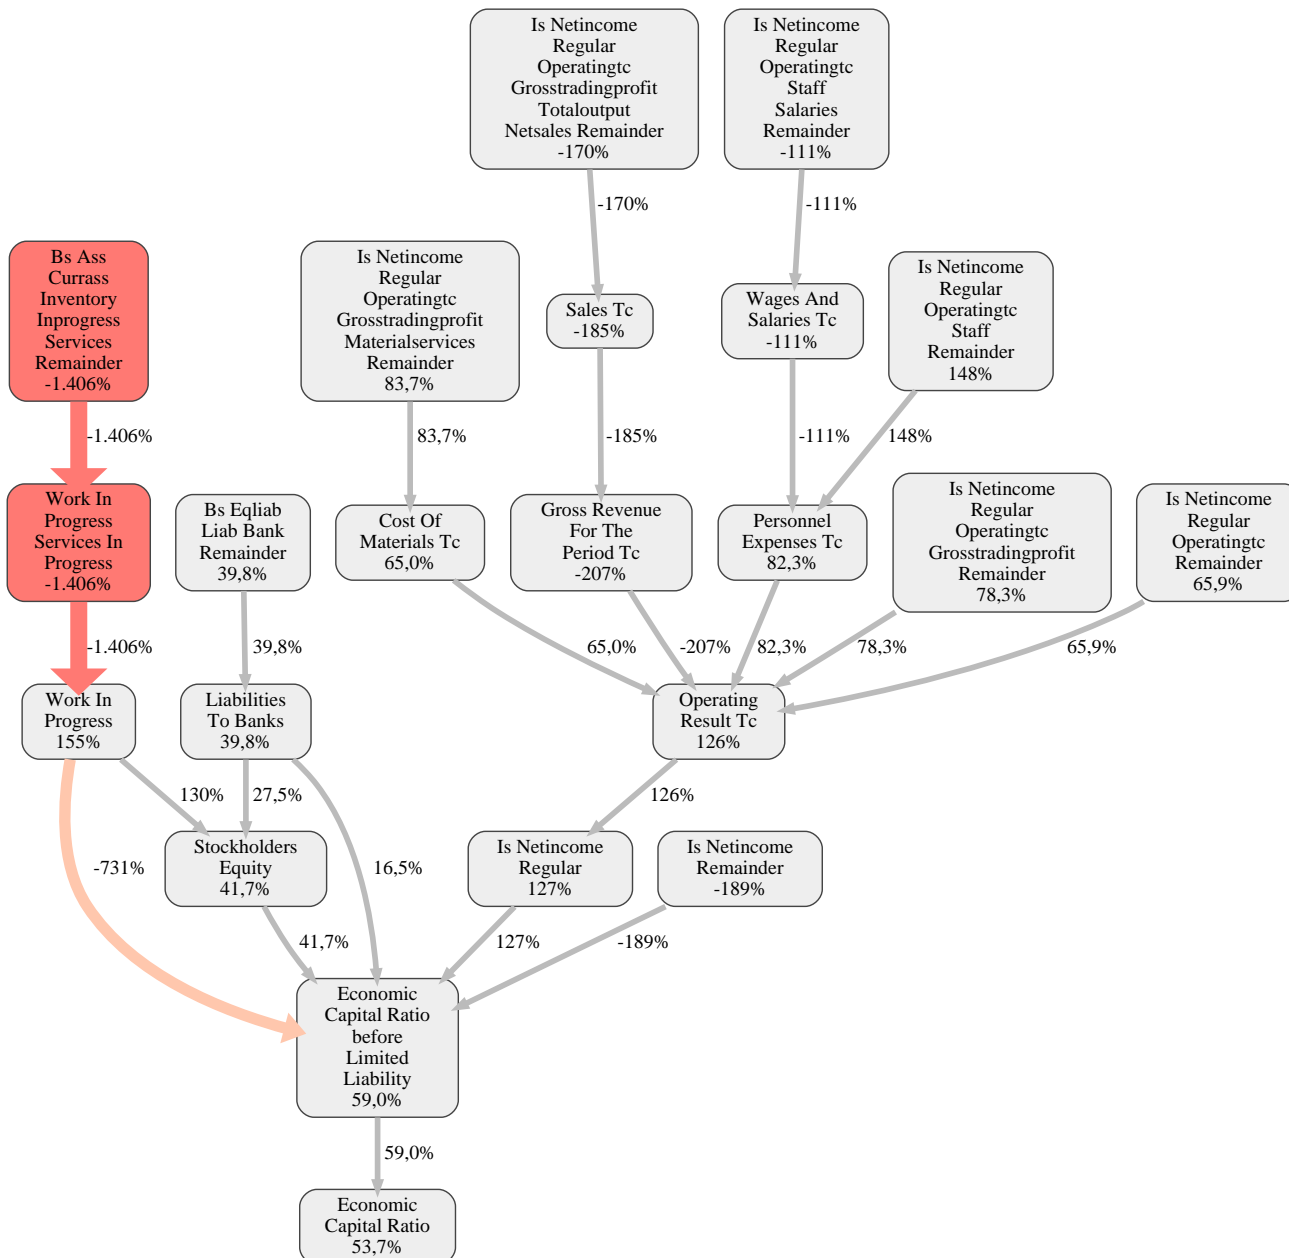 Is Netincome
Regular
Operatingtc
Grosstradingprofit
Totaloutput
Netsales Remainder
-170%
Is Netincome
Regular
Operatingtc
Staff
Salaries
Remainder
-111%
-170%
-111%
Bs Ass
Currass
Inventory
Inprogress
Services
Remainder
-1.406%
Is Netincome
Regular
Operatingtc
Grosstradingprofit
Materialservices
Remainder
83,7%
Sales Tc
-185%
Wages And
Salaries Tc
-111%
Is Netincome
Regular
Operatingtc
Staff
Remainder
148%
-1.406%
83,7%
-185%
-111%
148%
Work In
Progress
Services In
Progress
-1.406%
Bs Eqliab
Liab Bank
Remainder
39,8%
Cost Of
Materials Tc
65,0%
Gross Revenue
For The
Period Tc
-207%
Personnel
Expenses Tc
82,3%
Is Netincome
Regular
Operatingtc
Grosstradingprofit
Remainder
78,3%
Is Netincome
Regular
Operatingtc
Remainder
65,9%
-1.406%
39,8%
65,0%
-207%
82,3%
78,3%
65,9%
Work In
Progress
155%
Liabilities
To Banks
39,8%
Operating
Result Tc
126%
130%
27,5%
126%
-731%
Stockholders
Equity
41,7%
16,5%
Is Netincome
Regular
127%
Is Netincome
Remainder
-189%
41,7%
127%
-189%
Economic
Capital Ratio
before
Limited
Liability
59,0%
59,0%
Economic
Capital Ratio
53,7%